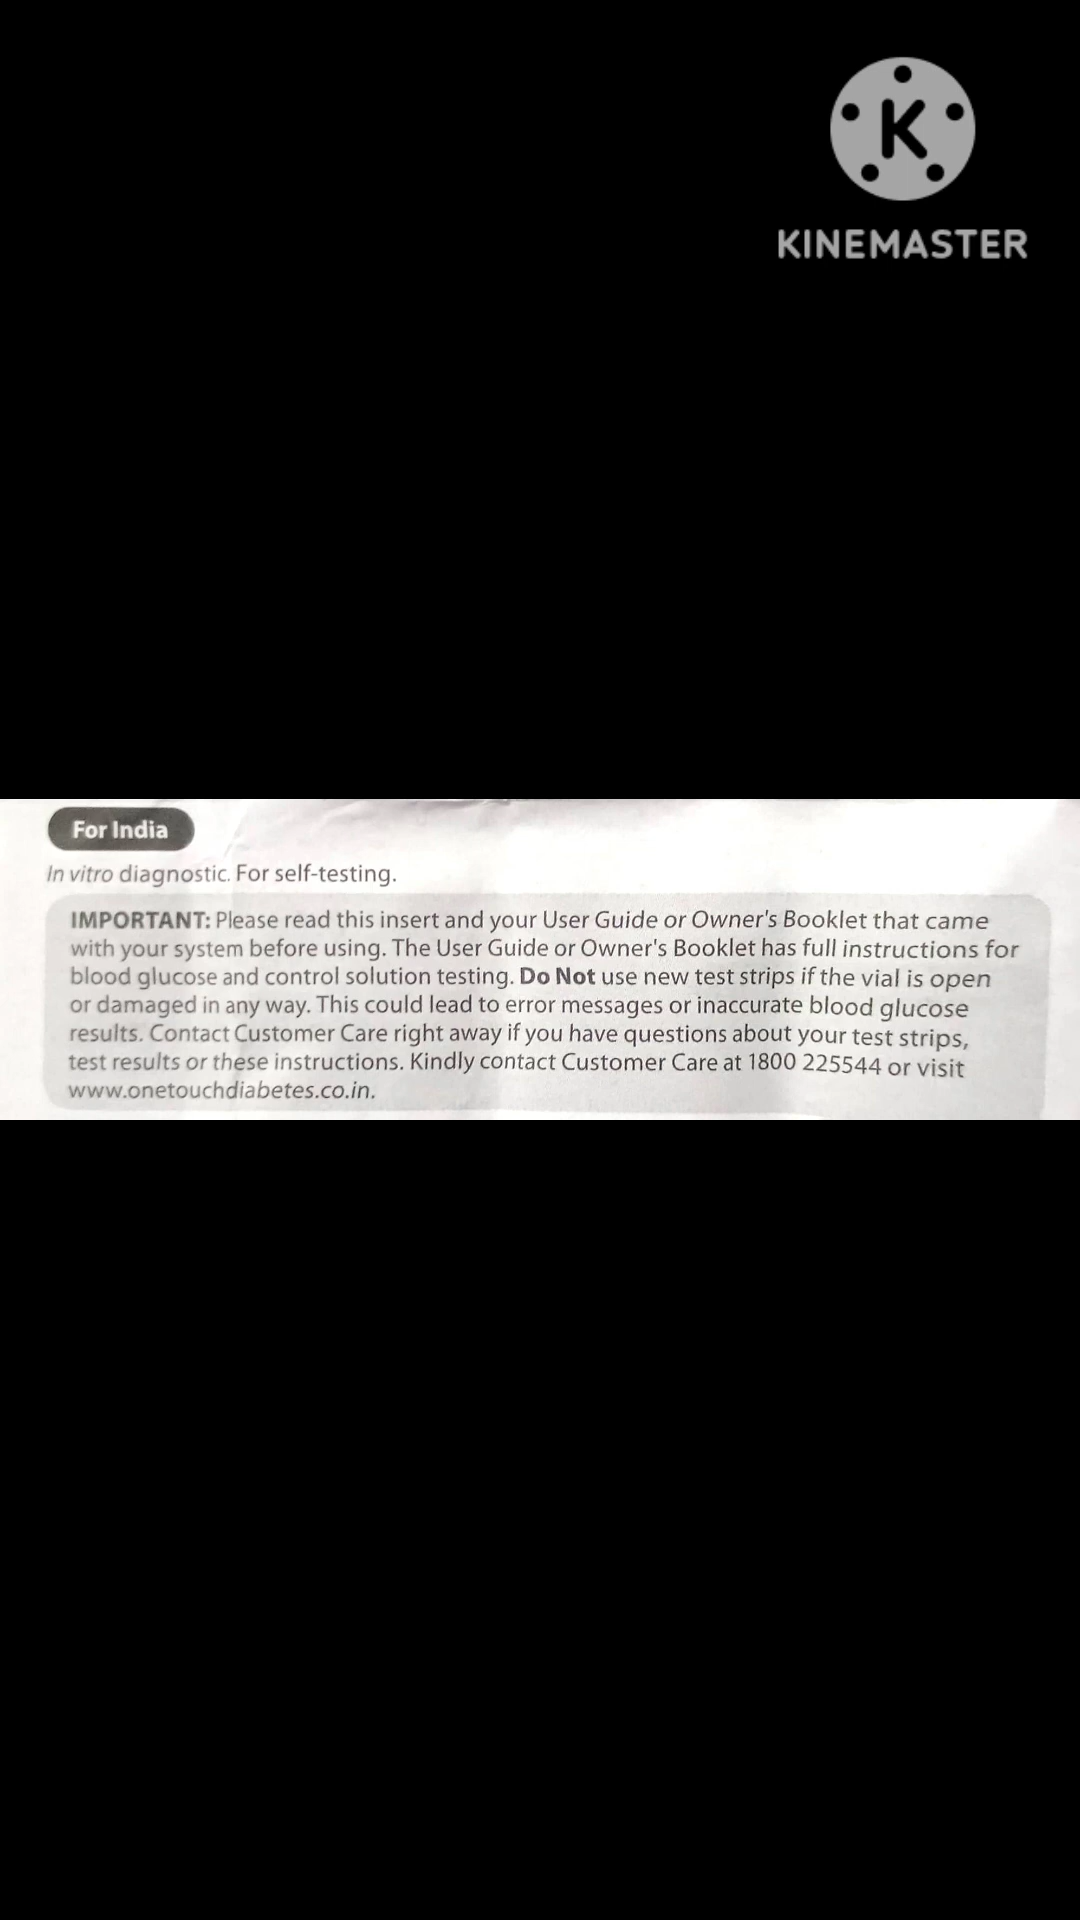 KINEMASTER
For India
In vitro diagnostic. For self-testing.
IMPORTANT: Please read this insert and your User Guide or Owner's Booklet that came
with your system before using. The User Guide or Owner's Booklet has full instructions for
blood glucose and control solution testing. Do Not use new test strips if the vial is open
or damaged in any way. This could lead to error messages or inaccurate blood glucose
results. Contact Customer Care right away if you have questions about your test strips,
test results or these instructions. Kindly contact Customer Care at 1800 225544 or visit
www.onetouchdiabetes.co.in.